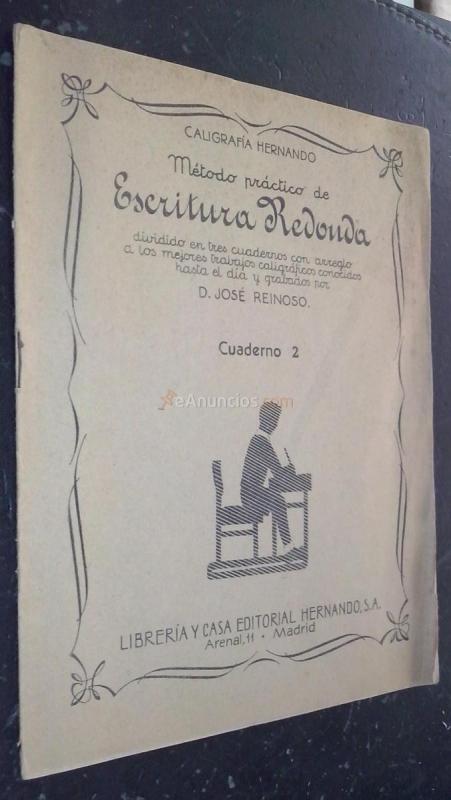 CALIGRAFÍA HERNANDO
Método práctico de
Escritura Redonda
dividido en tres cuadernos con arreglo
a los mejores trabajos caligráficos conocidos
hasta el día y grabados por
D. JOSÉ REINOSO.
Cuaderno 2
eAnuncios.com
LIBRERÍA Y CASA EDITORIAL HERNANDO, S.A.
Arenal, 11 · Madrid